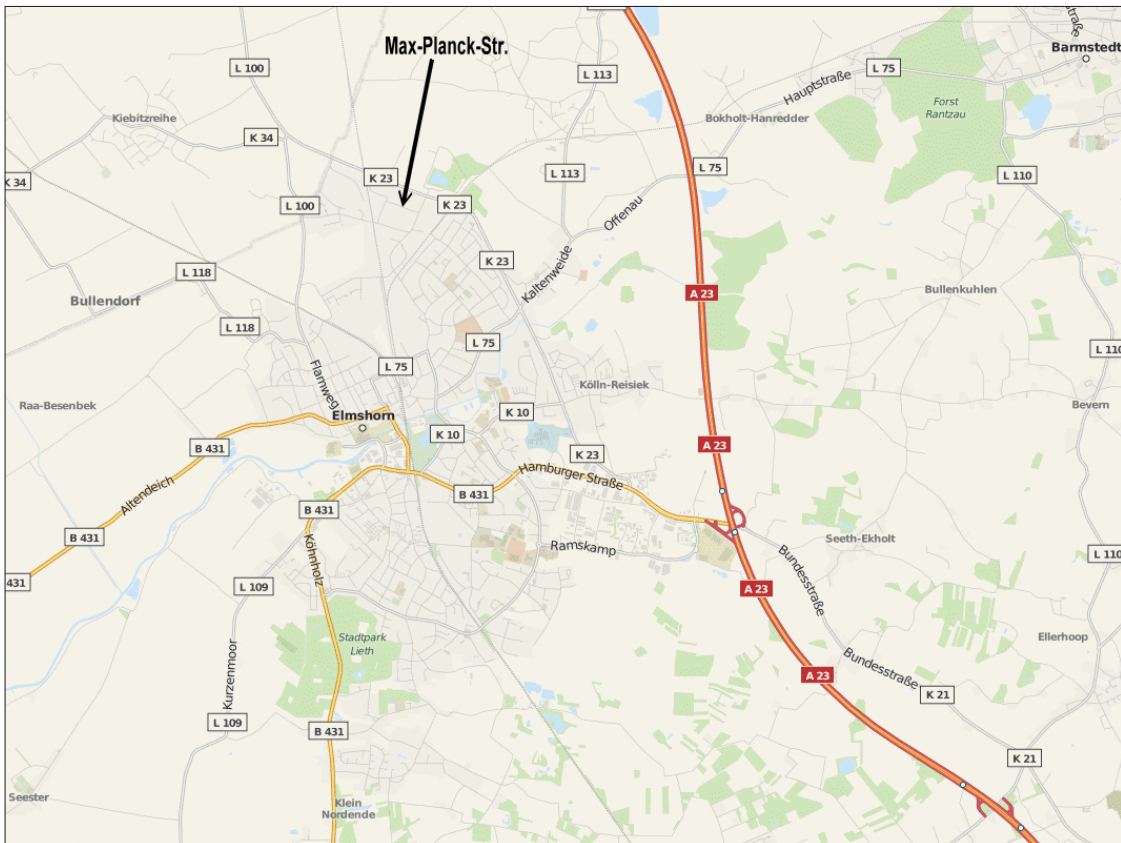 Max-Planck-Str.
Straße
Barmstedt
L 100
L 113
L 75
Hauptstraße
Forst
Rantzau
Kiebitzreihe
Bokholt-Hanredder
K 34
L 113
L 75
L 110
K 34
K 23
K 23
L 100
Offenau
K 23
Kaltenweide
L 118
Bullendorf
A 23
Bullenkuhlen
L 118
L 75
L 110
L 75
Flamweg
Kölln-Reisiek
Raa-Besenbek
Bevern
Elmshorn
K 10
K 10
B 431
A 23
K 23
Hamburger Straße
Altendeich
B 431
B 431
B 431
Ramskamp
Seeth-Ekholt
Köhnholz
L 110
431
L 109
A 23
Bundesstraße
Stadtpark
Lieth
Ellerhoop
Kurzenmoor
Bundesstraße
A 23
K 21
L 109
B 431
K 21
Seester
Klein
Nordende